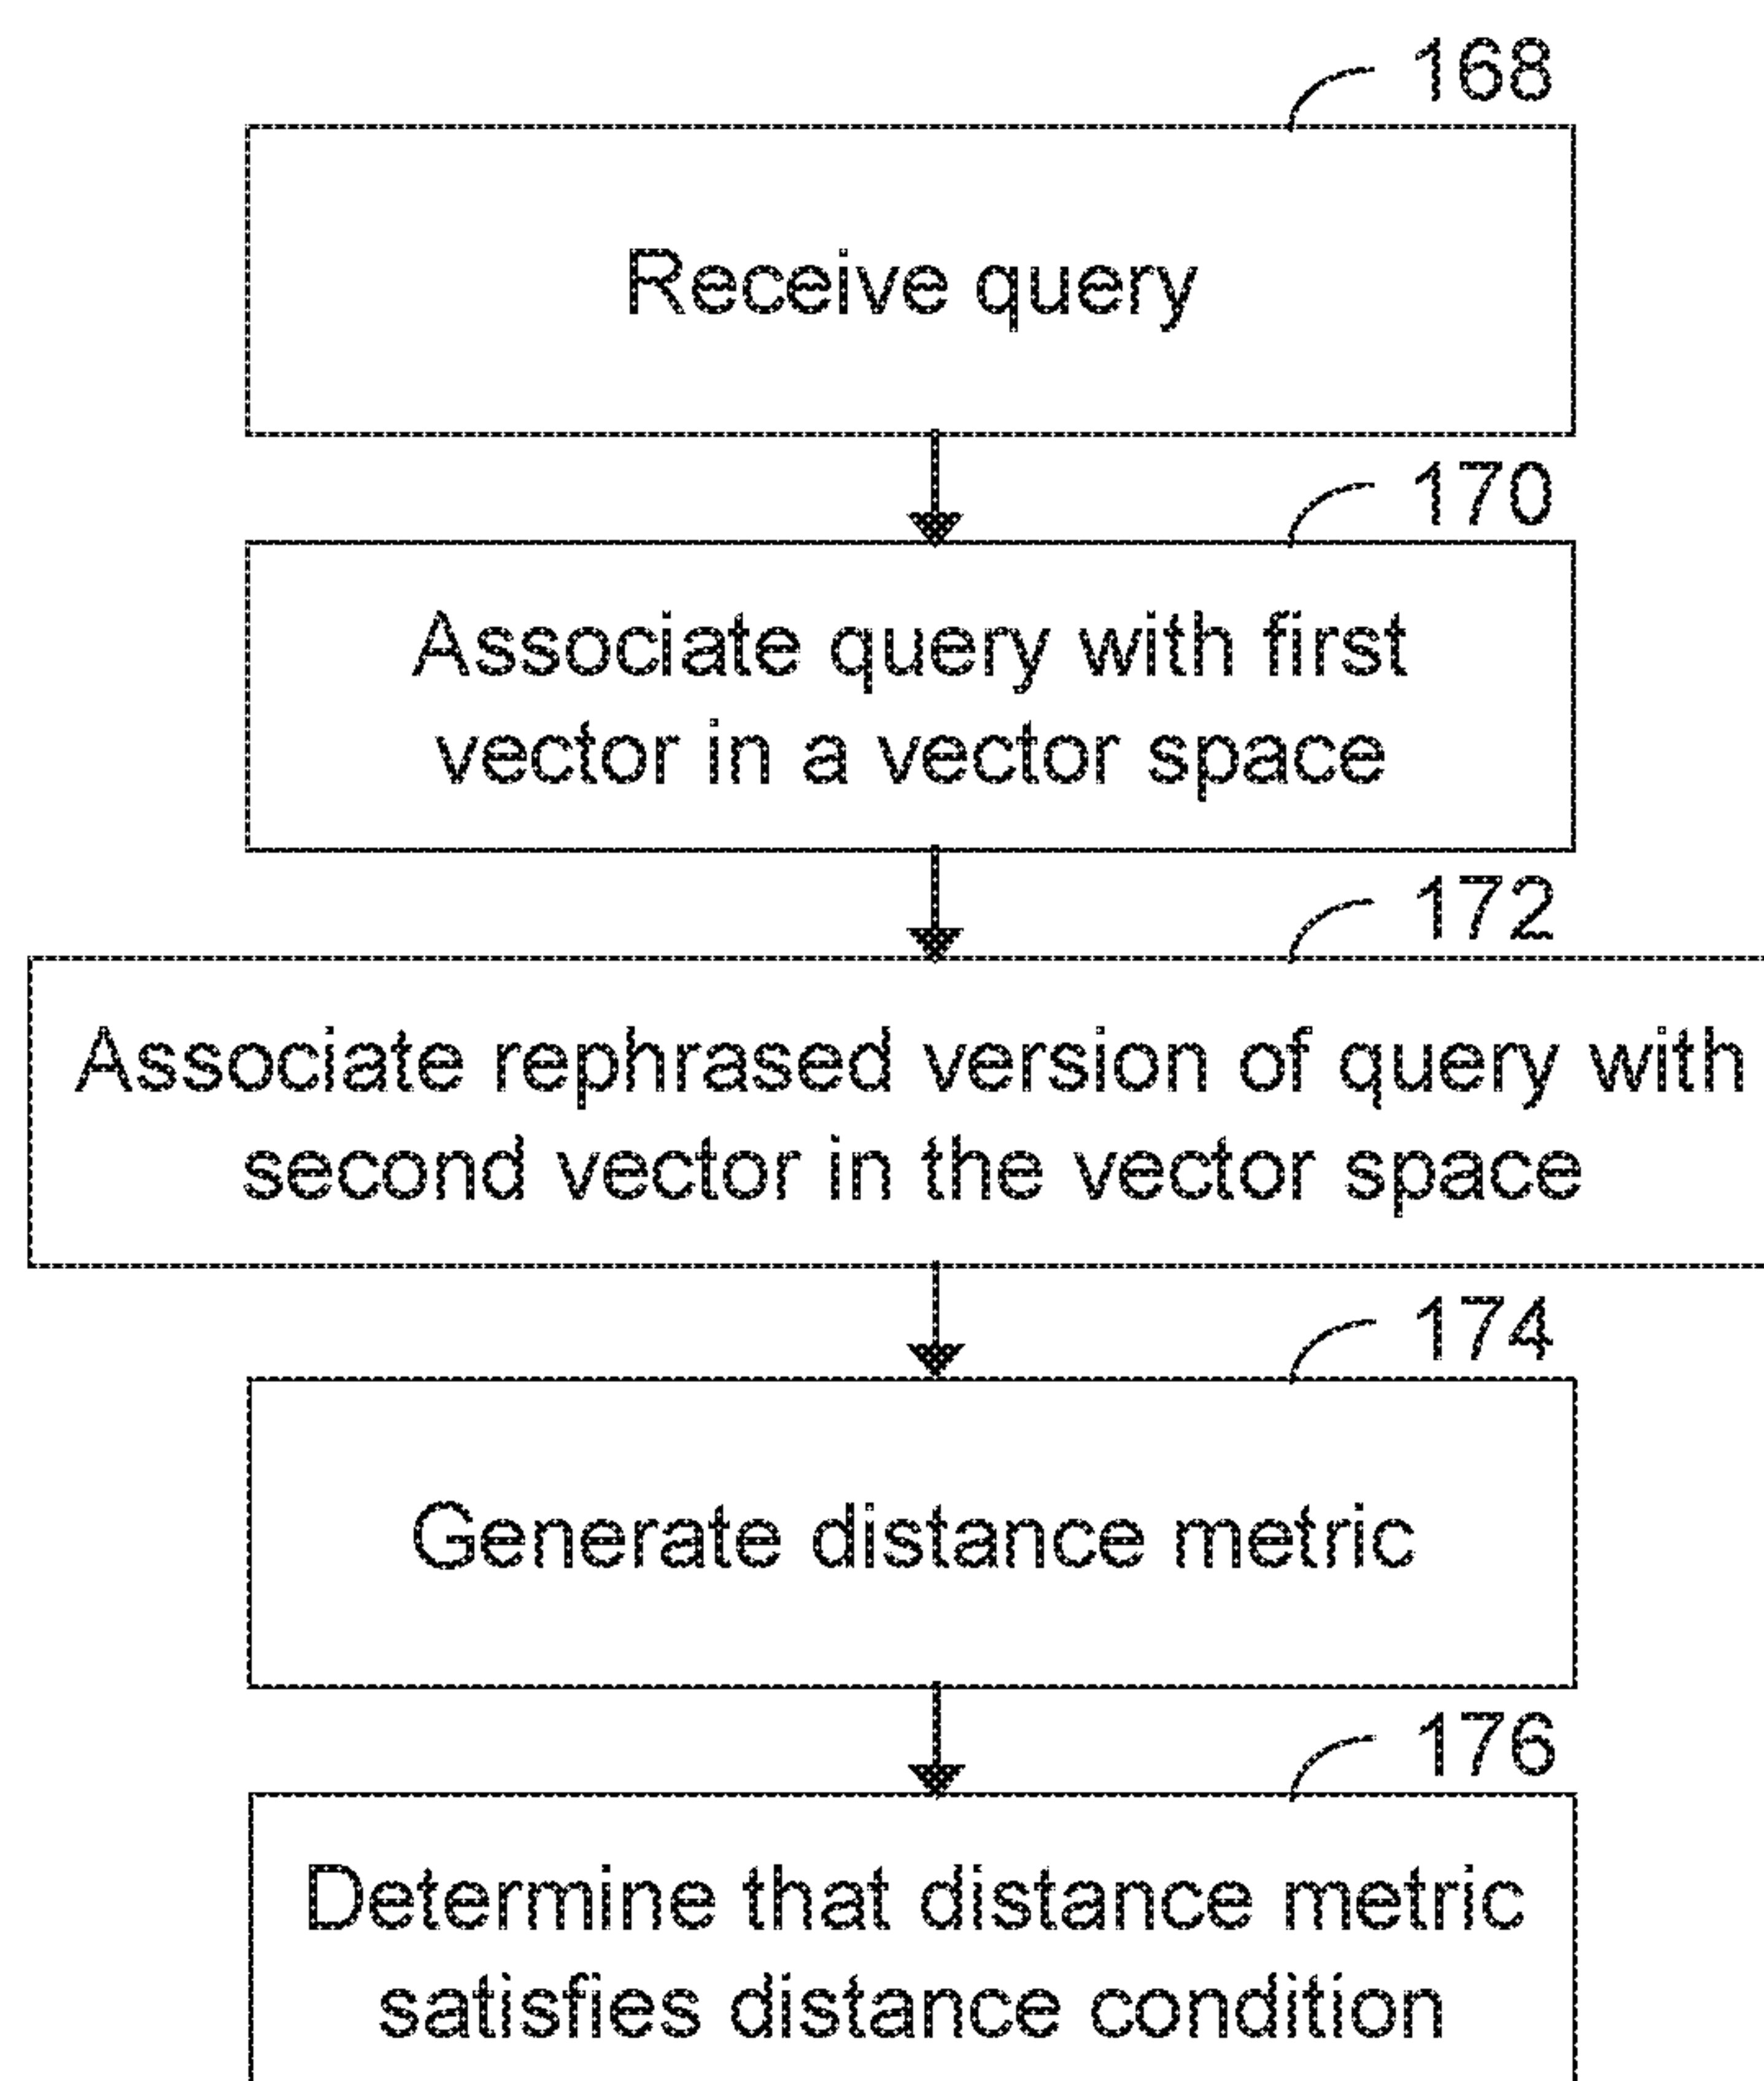 168
Receive query
170
Associate query with first
vector in a vector space
172
Associate rephrased version of query with
second vector in the vector space
174
Generate distance metric
176
Determine that distance metric
satisfies distance condition